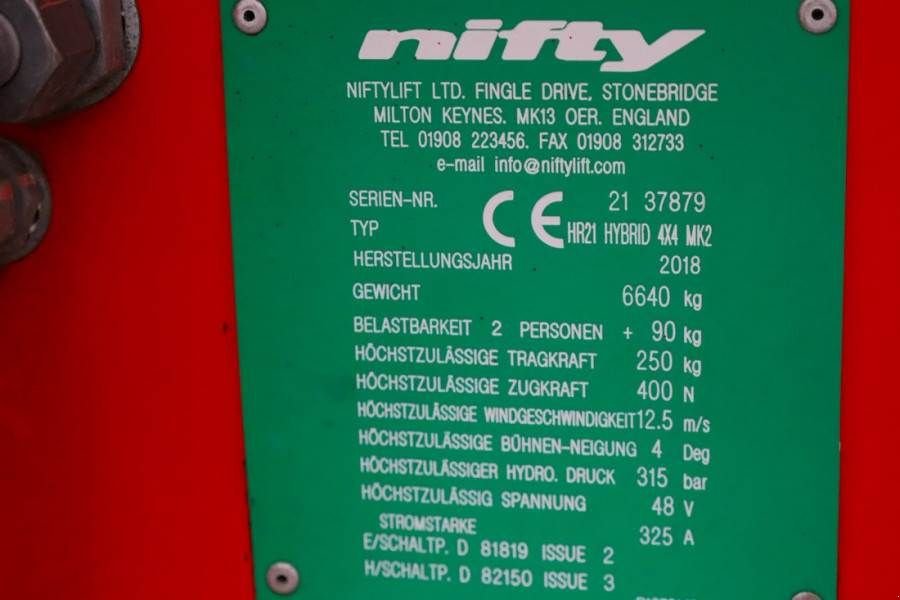 nifty
NIFTYLIFT LTD. FINGLE DRIVE, STONEBRIDGE
MILTON KEYNES. MK13 OER. ENGLAND
TEL 01908 223456. FAX 01908 312733
e-mail info@niftylift.com
SERIEN-NR. 21 37879
TYP CE HR21 HYBRID 4X4 MK2
HERSTELLUNGSJAHR 2018
GEWICHT 6640 kg
BELASTBARKEIT 2 PERSONEN + 90 kg
HÖCHSTZULÄSSIGE TRAGKRAFT 250 kg
HÖCHSTZULÄSSIGE ZUGKRAFT 400 N
HÖCHSTZULÄSSIGE WINDGESCHWINDIGKEIT 12.5 m/s
HÖCHSTZULÄSSIGE BÜHNEN-NEIGUNG 4 Deg
HÖCHSTZULÄSSIGER HYDRO. DRUCK 315 bar
HÖCHSTZULÄSSIG SPANNUNG 48 V
STROMSTARKE 325 A
E/SCHALTP. D 81819 ISSUE 2
H/SCHALTP. D 82150 ISSUE 3